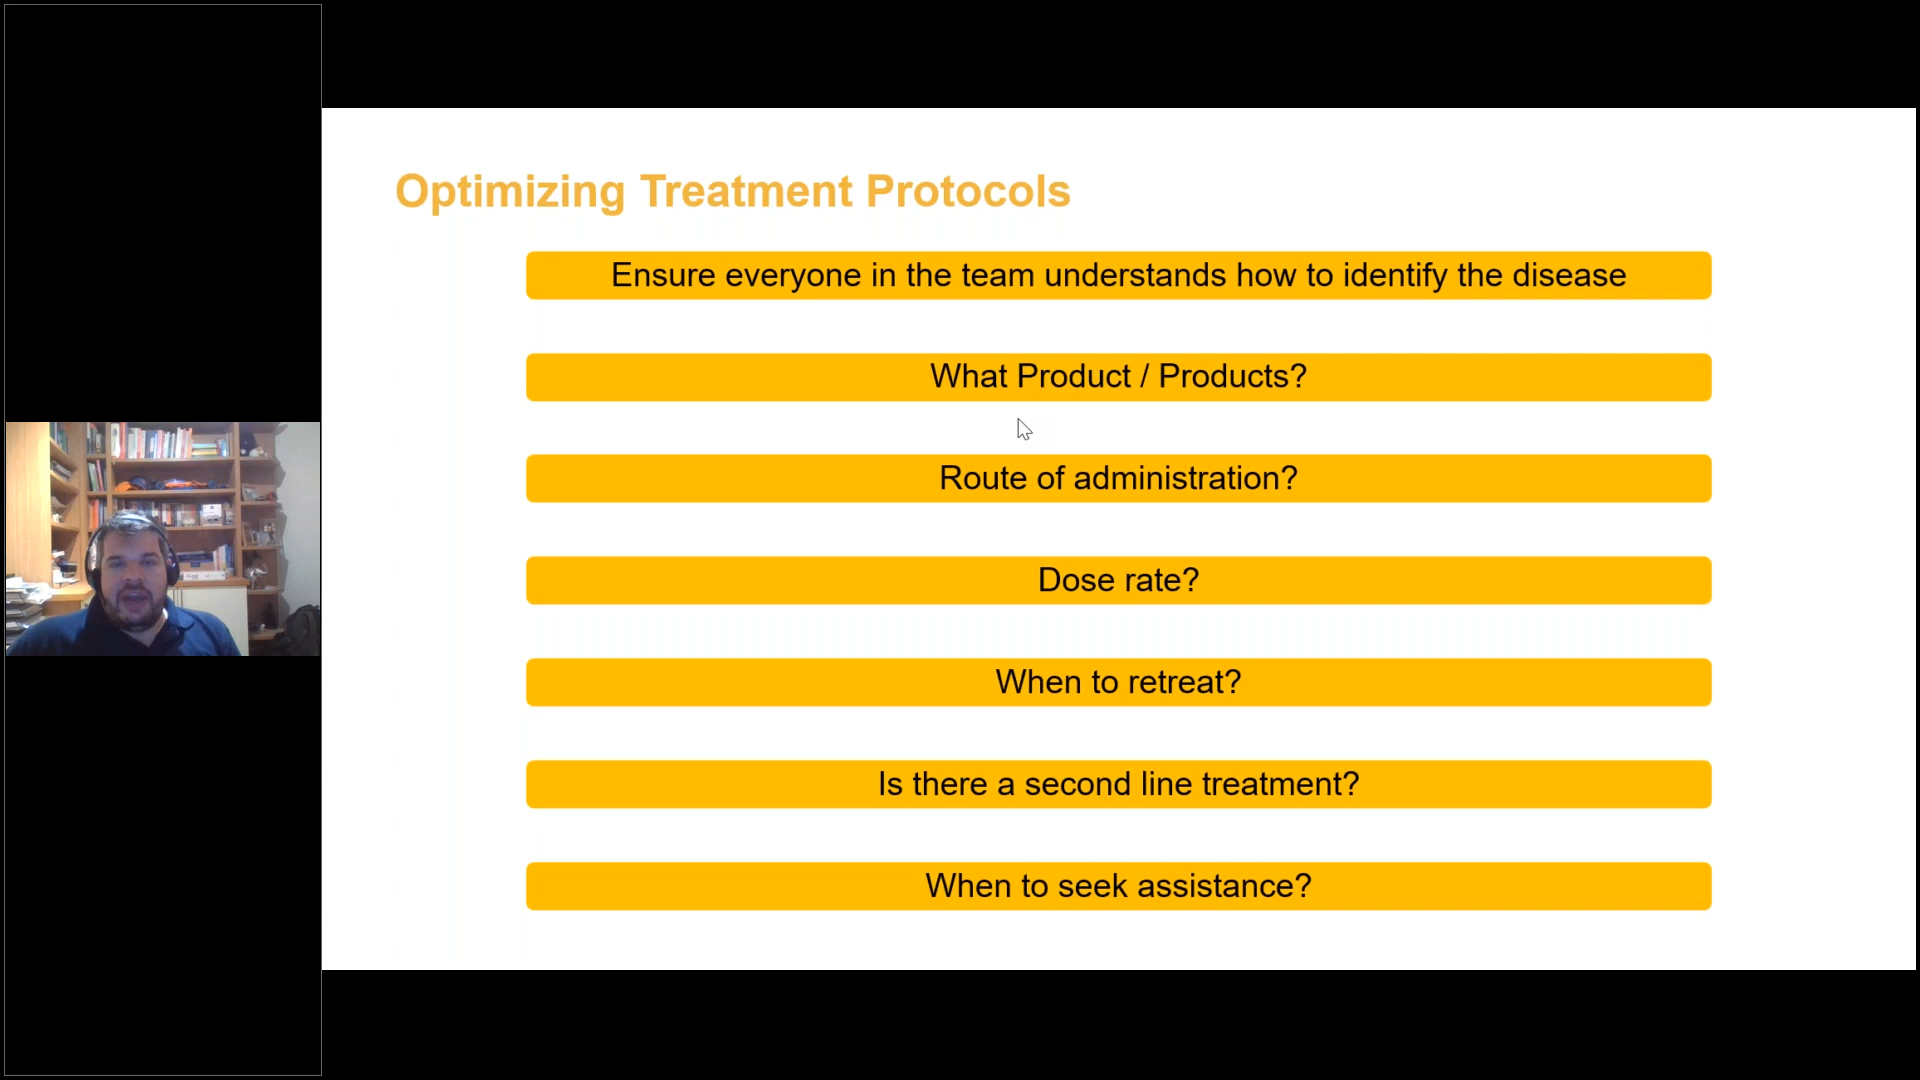 Optimizing Treatment Protocols
Ensure everyone in the team understands how to identify the disease
What Product / Products?
Route of administration?
Dose rate?
When to retreat?
Is there a second line treatment?
When to seek assistance?